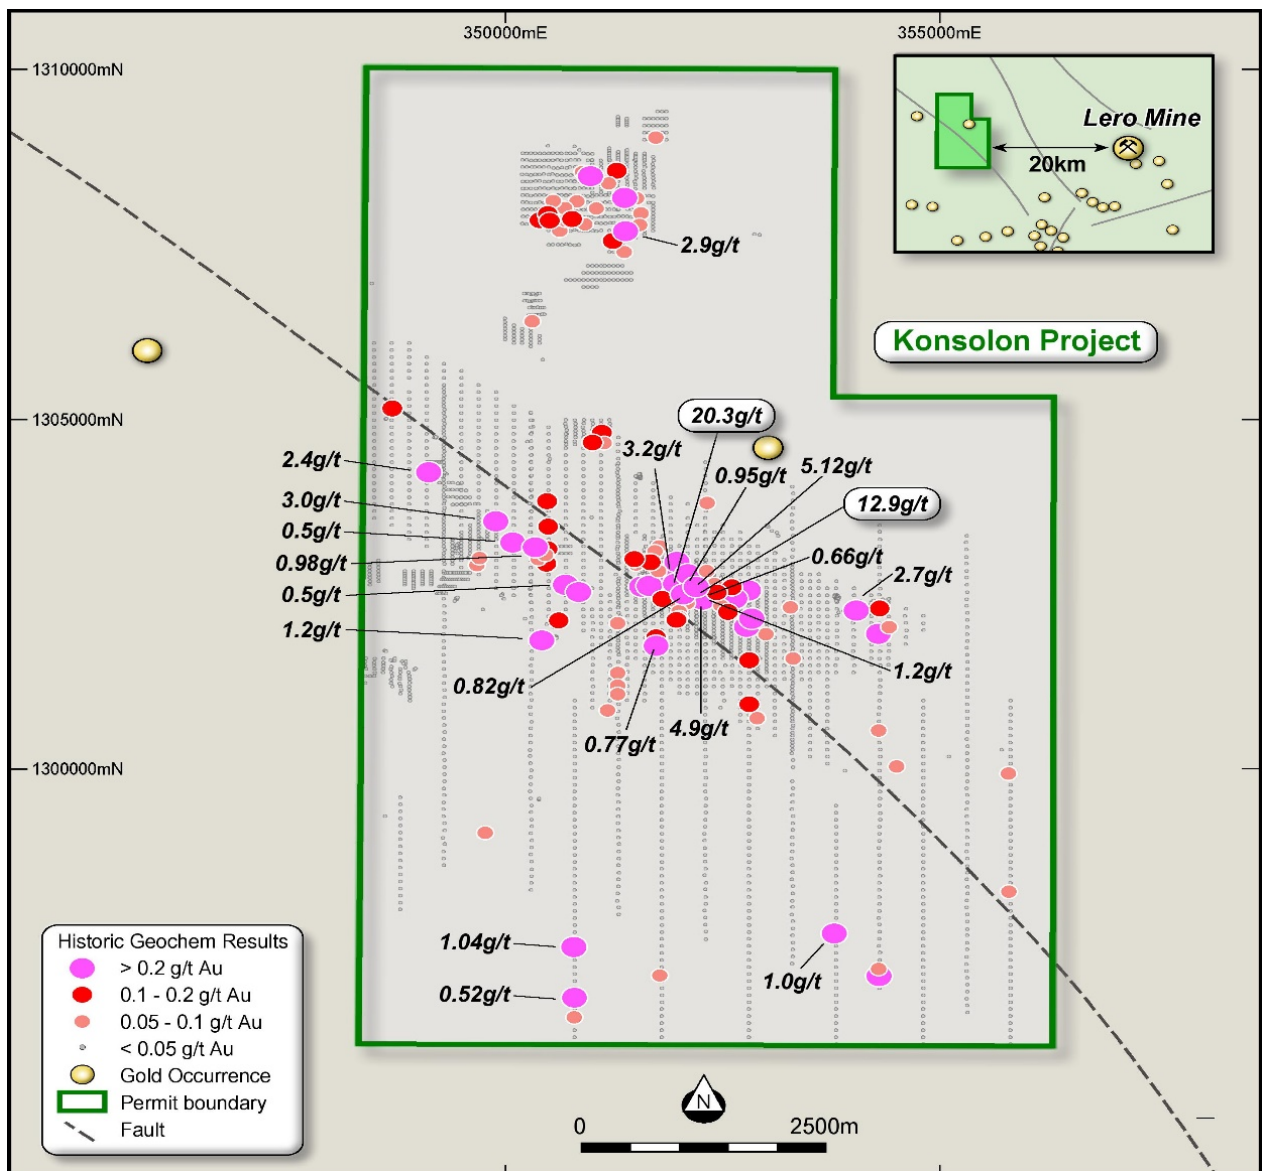 350000mE
355000mE
1310000mN
Lero Mine
20km
2.9g/t
Konsolon Project
1305000mN
20.3g/t
3.2g/t
2.4g/t
0.95g/t
5.12g/t
3.0g/t
12.9g/t
0.5g/t
0.66g/t
0.98g/t
2.7g/t
0.5g/t
1.2g/t
1.2g/t
0.82g/t
4.9g/t
0.77g/t
1300000mN
1.04g/t
1.0g/t
0.52g/t
Historic Geochem Results
> 0.2 g/t Au
0.1 - 0.2 g/t Au
0.05 - 0.1 g/t Au
< 0.05 g/t Au
Gold Occurrence
Permit boundary
Fault
N
0 2500m